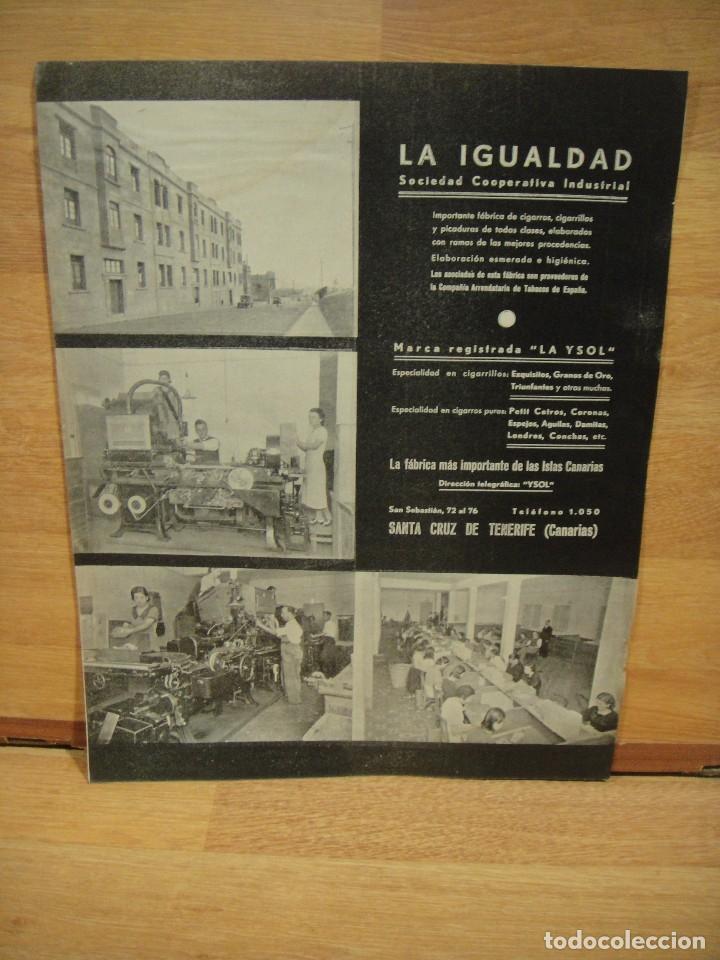 LA IGUALDAD
Sociedad Cooperativa Industrial
Importante fábrica de cigarros, cigarrillos
y picaduras de todas clases, elaborados
con ramas de las mejores procedencias.
Elaboración esmerada e higiénica.
Los asociados de esta fábrica son proveedores de
la Compañía Arrendataria de Tabacos de España.
Marca registrada "LA YSOL"
Especialidad en cigarrillos: Exquisitos, Granos de Oro,
Triunfantes y otras muchas.
Especialidad en cigarros puros: Petit Cetros, Coronas,
Espejos, Aguilas, Damitas,
Londres, Conchas, etc.
La fábrica más importante de las Islas Canarias
Dirección telegráfica: "YSOL"
San Sebastián, 72 al 76 Teléfono 1.050
SANTA CRUZ DE TENERIFE (Canarias)
todocoleccion.net
todocoleccion